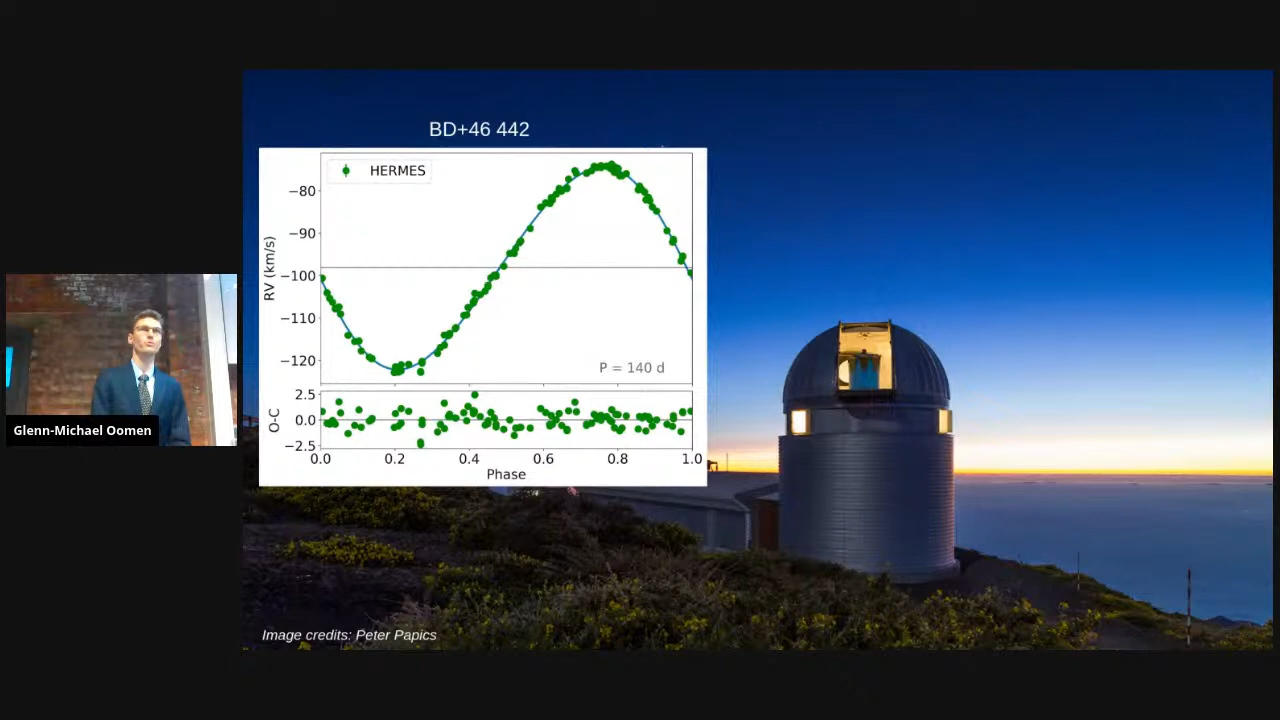 BD+46 442
HERMES
−80
−90
−100
−110
−120
RV (km/s)
P = 140 d
2.5
0.0
−2.5
O-C
0.0 0.2 0.4 0.6 0.8 1.0
Phase
Glenn-Michael Oomen
Image credits: Peter Papics